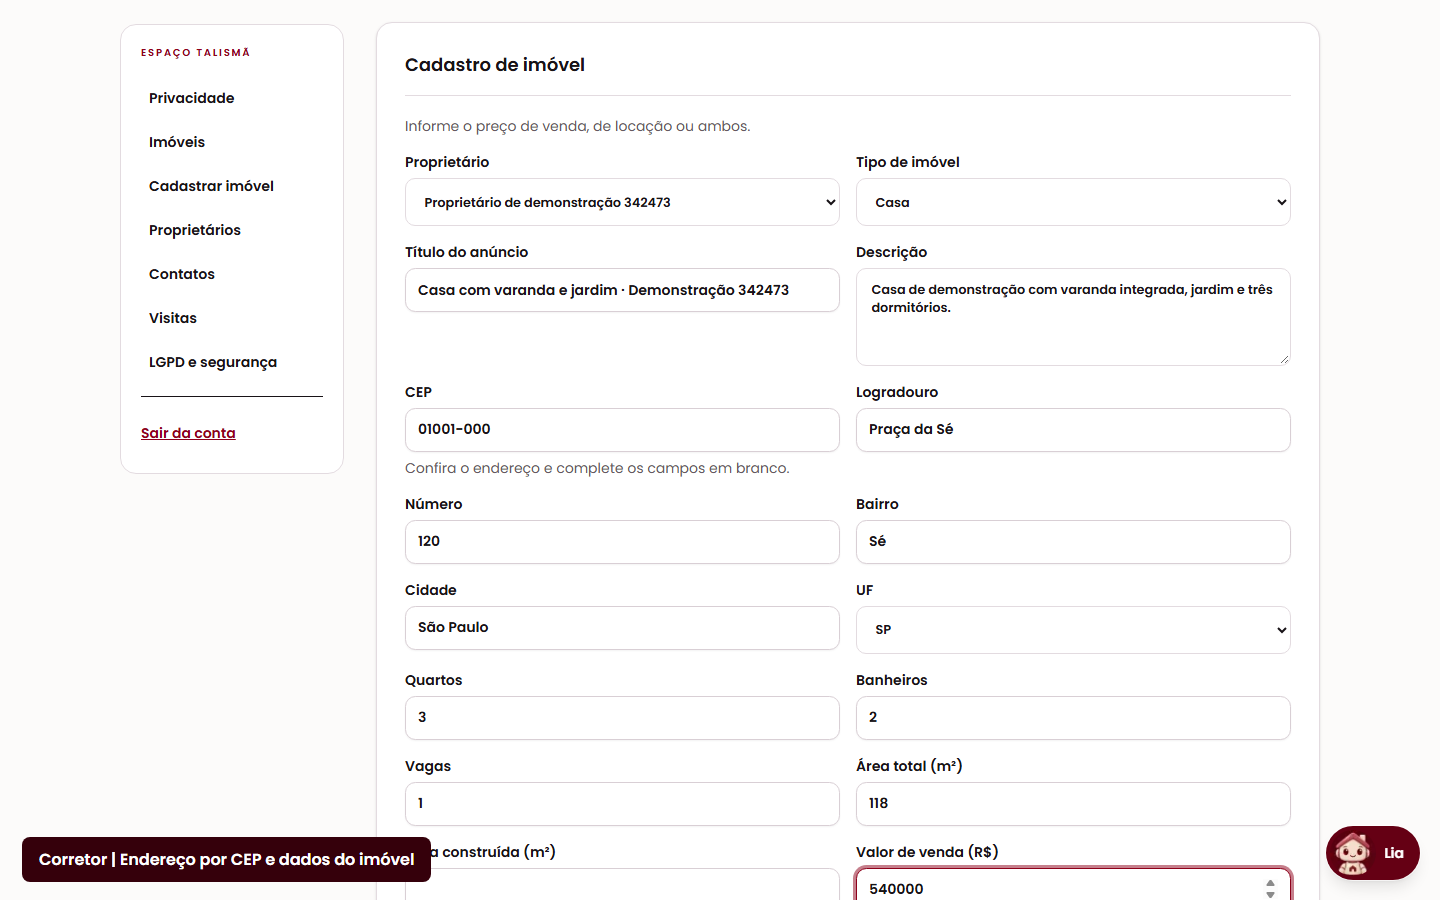 ESPAÇO TALISMÃ
Privacidade
Imóveis
Cadastrar imóvel
Proprietários
Contatos
Visitas
LGPD e segurança
Sair da conta
Cadastro de imóvel
Informe o preço de venda, de locação ou ambos.
Proprietário
Proprietário de demonstração 342473
Tipo de imóvel
Casa
Título do anúncio
Casa com varanda e jardim · Demonstração 342473
Descrição
Casa de demonstração com varanda integrada, jardim e três
dormitórios.
CEP
01001-000
Confira o endereço e complete os campos em branco.
Logradouro
Praça da Sé
Número
120
Bairro
Sé
Cidade
São Paulo
UF
SP
Quartos
3
Banheiros
2
Vagas
1
Área total (m²)
118
construída (m²)
Valor de venda (R$)
540000
Corretor | Endereço por CEP e dados do imóvel
Lia